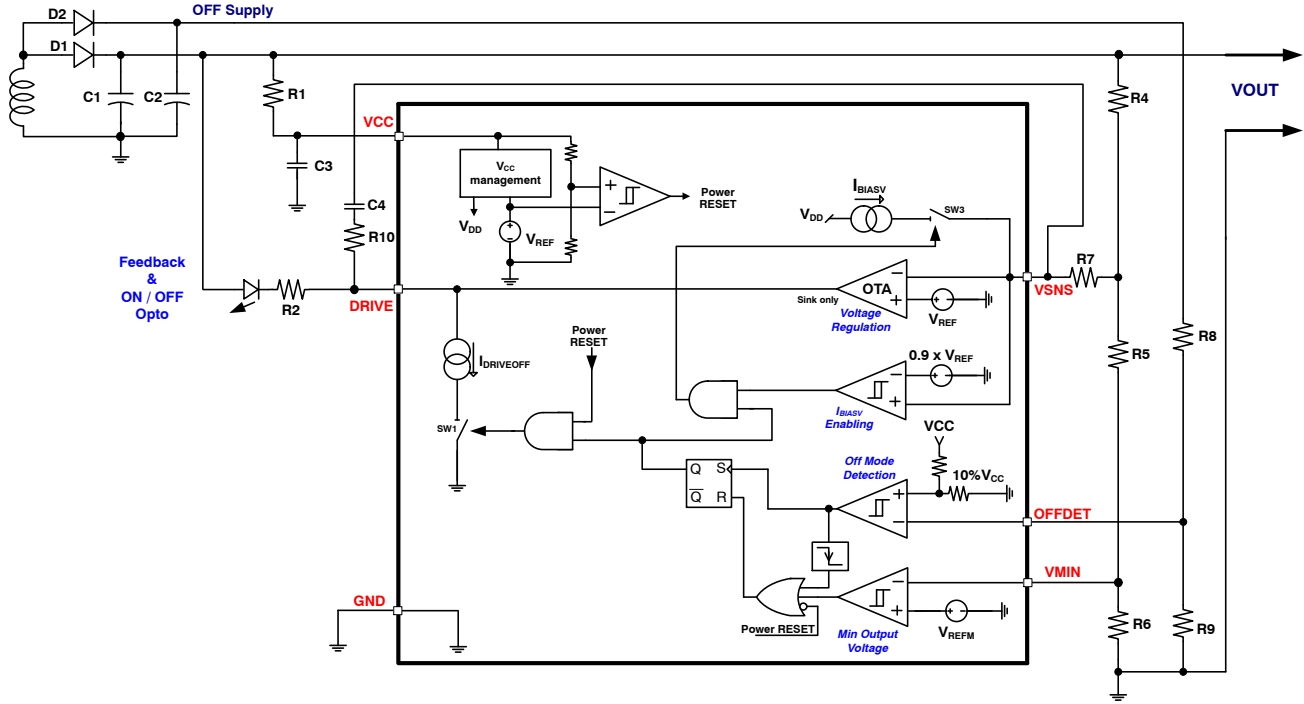 D2
OFF Supply
D1
C1
C2
R1
R4
VOUT
VCC
C3
VCC
management
Power
RESET
IBIASV
VDD
SW3
C4
VDD
VREF
R10
Feedback
&
ON / OFF
Opto
R7
R2
DRIVE
OTA
Sink only
VSNS
VREF
Voltage
Regulation
Power
RESET
R8
R5
IDRIVEOFF
0.9 x VREF
IBIASV
Enabling
VCC
SW1
Off Mode
Detection
10%VCC
Q
S
Q
R
OFFDET
VMIN
GND
Power RESET
Min Output
Voltage
VREFM
R6
R9